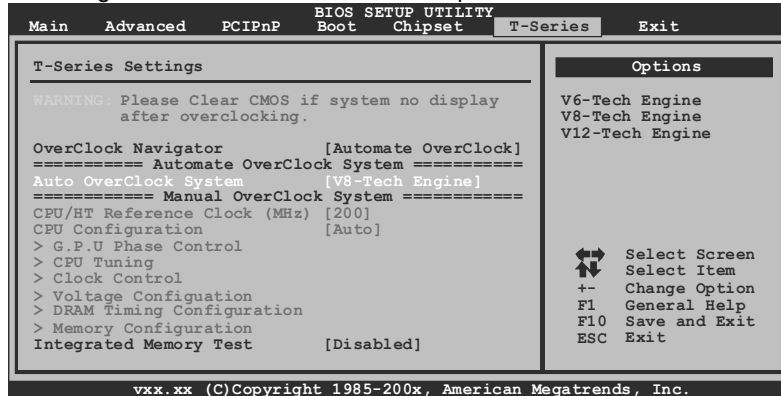 BIOS SETUP UTILITY
Main Advanced PCIPnP Boot Chipset T-Series Exit
T-Series Settings
WARNING: Please Clear CMOS if system no display
after overclocking.
OverClock Navigator [Automate OverClock]
=========== Automate OverClock System ===========
Auto OverClock System [V8-Tech Engine]
============ Manual OverClock System ============
CPU/HT Reference Clock (MHz) [200]
CPU Configuration [Auto]
> G.P.U Phase Control
> CPU Tuning
> Clock Control
> Voltage Configuation
> DRAM Timing Configuration
> Memory Configuration
Integrated Memory Test [Disabled]
Options
V6-Tech Engine
V8-Tech Engine
V12-Tech Engine
Select Screen
Select Item
+- Change Option
F1 General Help
F10 Save and Exit
ESC Exit
vxx.xx (C)Copyright 1985-200x, American Megatrends, Inc.